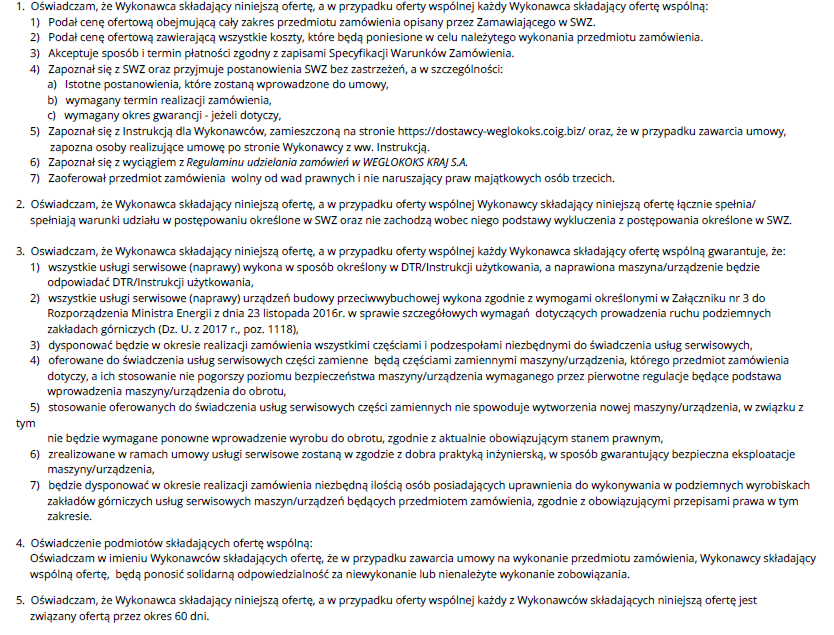 1. Oświadczam, że Wykonawca składający niniejszą ofertę, a w przypadku oferty wspólnej każdy Wykonawca składający ofertę wspólną:
1) Podał cenę ofertową obejmującą cały zakres przedmiotu zamówienia opisany przez Zamawiającego w SWZ.
2) Podał cenę ofertową zawierającą wszystkie koszty, które będą poniesione w celu należytego wykonania przedmiotu zamówienia.
3) Akceptuje sposób i termin płatności zgodny z zapisami Specyfikacji Warunków Zamówienia.
4) Zapoznał się z SWZ oraz przyjmuje postanowienia SWZ bez zastrzeżeń, a w szczególności:
a) Istotne postanowienia, które zostaną wprowadzone do umowy,
b) wymagany termin realizacji zamówienia,
c) wymagany okres gwarancji - jeżeli dotyczy,
5) Zapoznał się z Instrukcją dla Wykonawców, zamieszczoną na stronie https://dostawcy-weglokoks.coig.biz/ oraz, że w przypadku zawarcia umowy,
zapozna osoby realizujące umowę po stronie Wykonawcy z ww. Instrukcją.
6) Zapoznał się z wyciągiem z Regulaminu udzielania zamówień w WEGLOKOKS KRAJ S.A.
7) Zaoferował przedmiot zamówienia wolny od wad prawnych i nie naruszający praw majątkowych osób trzecich.
2. Oświadczam, że Wykonawca składający niniejszą ofertę, a w przypadku oferty wspólnej Wykonawcy składający niniejszą ofertę łącznie spełnia/
spełniają warunki udziału w postępowaniu określone w SWZ oraz nie zachodzą wobec niego podstawy wykluczenia z postępowania określone w SWZ.
3. Oswiadczam, że Wykonawca składający niniejszą ofertę, a w przypadku oferty wspólnej każdy Wykonawca składający ofertę wspólną gwarantuje, że:
1) wszystkie usługi serwisowe (naprawy) wykona w sposób określony w DTR/Instrukcji użytkowania, a naprawiona maszyna/urządzenie będzie
odpowiadać DTR/Instrukcji użytkowania,
2) wszystkie usługi serwisowe (naprawy) urządzeń budowy przeciwwybuchowej wykona zgodnie z wymogami określonymi w Załączniku nr 3 do
Rozporządzenia Ministra Energii z dnia 23 listopada 2016r. w sprawie szczegółowych wymagań dotyczących prowadzenia ruchu podziemnych
zakładach górniczych (Dz. U. z 2017 r., poz. 1118),
3) dysponować będzie w okresie realizacji zamówienia wszystkimi częściami i podzespołami niezbędnymi do świadczenia usług serwisowych,
4) oferowane do świadczenia usług serwisowych części zamienne będą częściami zamiennymi maszyny/urządzenia, którego przedmiot zamówienia
dotyczy, a ich stosowanie nie pogorszy poziomu bezpieczeństwa maszyny/urządzenia wymaganego przez pierwotne regulacje będące podstawa
wprowadzenia maszyny/urządzenia do obrotu,
5) stosowanie oferowanych do świadczenia usług serwisowych części zamiennych nie spowoduje wytworzenia nowej maszyny/urządzenia, w związku z
tym
nie będzie wymagane ponowne wprowadzenie wyrobu do obrotu, zgodnie z aktualnie obowiązującym stanem prawnym,
6) zrealizowane w ramach umowy usługi serwisowe zostaną w zgodzie z dobra praktyką inżynierską, w sposób gwarantujący bezpieczna eksploatacje
maszyny/urządzenia,
7) będzie dysponować w okresie realizacji zamówienia niezbędną ilością osób posiadających uprawnienia do wykonywania w podziemnych wyrobiskach
zakładów górniczych usług serwisowych maszyn/urządzeń będących przedmiotem zamówienia, zgodnie z obowiązującymi przepisami prawa w tym
zakresie.
4. Oświadczenie podmiotów składających ofertę wspólną:
Oświadczam w imieniu Wykonawców składających ofertę, że w przypadku zawarcia umowy na wykonanie przedmiotu zamówienia, Wykonawcy składający
wspólną ofertę, będą ponosić solidarną odpowiedzialność za niewykonanie lub nienależyte wykonanie zobowiązania.
5. Oświadczam, że Wykonawca składający niniejszą ofertę, a w przypadku oferty wspólnej każdy z Wykonawców składających niniejszą ofertę jest
związany ofertą przez okres 60 dni.